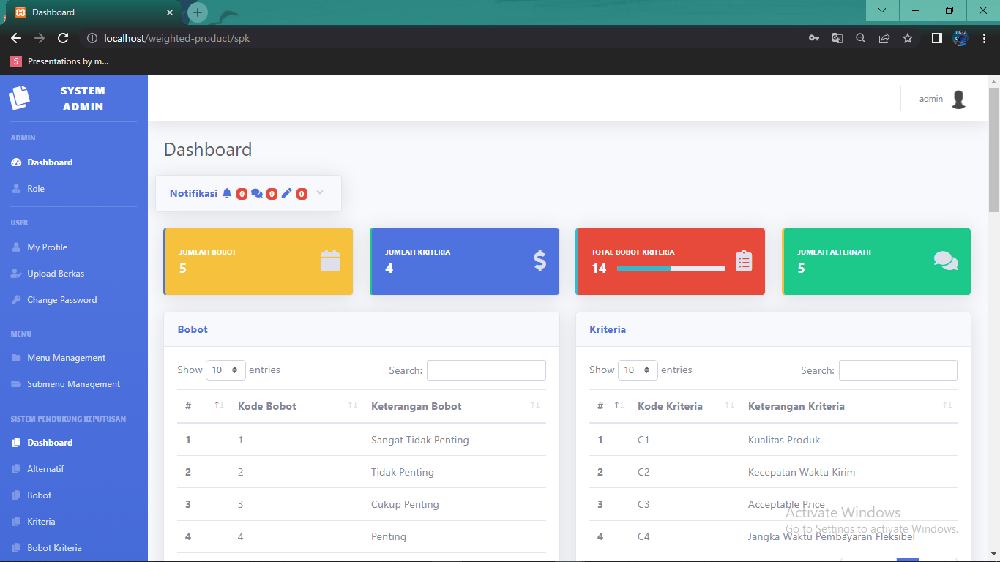 Dashboard
localhost/weighted-product/spk
S Presentations by m...
SYSTEM
ADMIN
admin
ADMIN
Dashboard
Role
USER
My Profile
Upload Berkas
Change Password
MENU
Menu Management
Submenu Management
SISTEM PENDUKUNG KEPUTUSAN
Dashboard
Alternatif
Bobot
Kriteria
Bobot Kriteria
Dashboard
Notifikasi 0 0 0
JUMLAH BOBOT
5
JUMLAH KRITERIA
4
TOTAL BOBOT KRITERIA
14
JUMLAH ALTERNATIF
5
Bobot
Show 10 entries Search:
# Kode Bobot Keterangan Bobot
1 1 Sangat Tidak Penting
2 2 Tidak Penting
3 3 Cukup Penting
4 4 Penting
Kriteria
Show 10 entries Search:
# Kode Kriteria Keterangan Kriteria
1 C1 Kualitas Produk
2 C2 Kecepatan Waktu Kirim
3 C3 Acceptable Price
4 C4 Jangka Waktu Pembayaran Fleksibel
Activate Windows
Go to Settings to activate Windows.